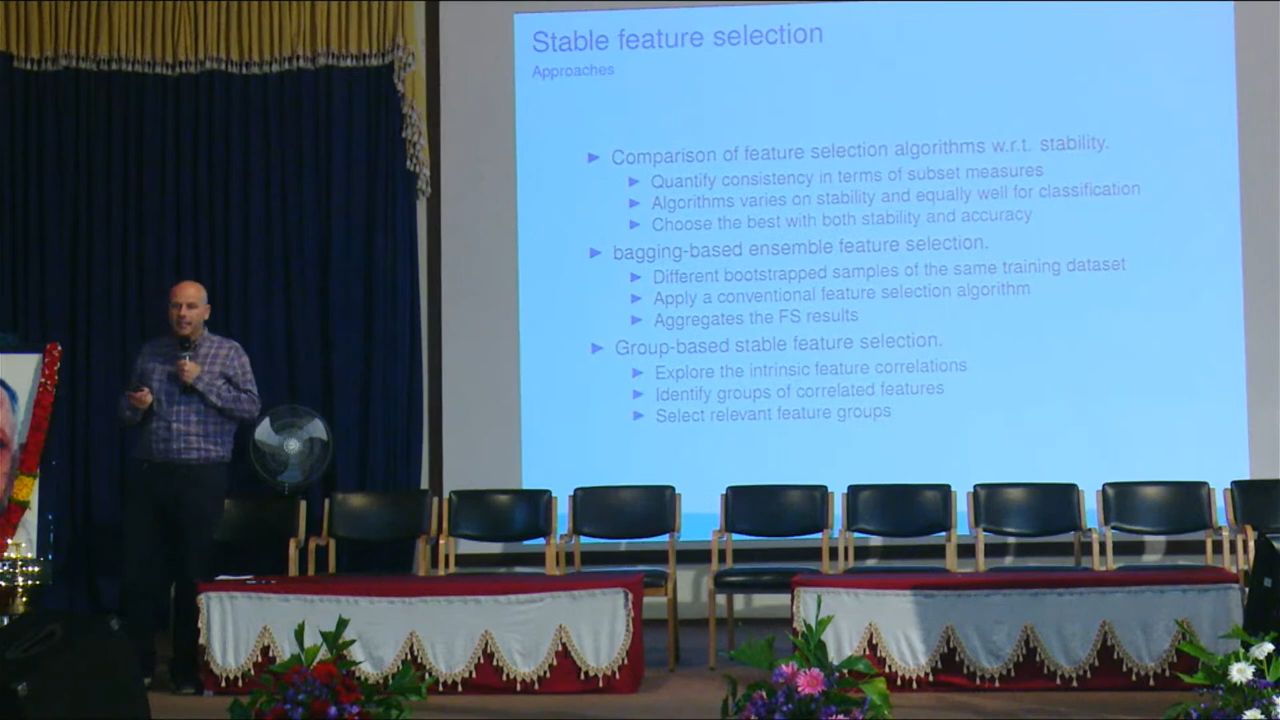 Stable feature selection
Approaches
Comparison of feature selection algorithms w.r.t. stability.
Quantify consistency in terms of subset measures
Algorithms varies on stability and equally well for classification
Choose the best with both stability and accuracy
bagging-based ensemble feature selection.
Different bootstrapped samples of the same training dataset
Apply a conventional feature selection algorithm
Aggregates the FS results
Group-based stable feature selection.
Explore the intrinsic feature correlations
Identify groups of correlated features
Select relevant feature groups